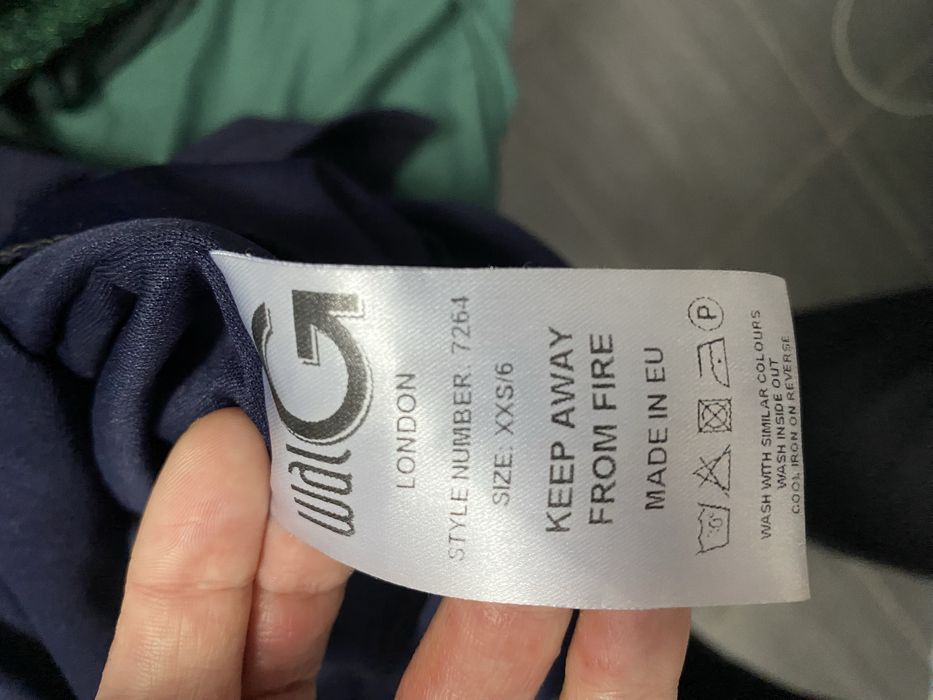 walG
LONDON
STYLE NUMBER. 7264
SIZE. XXS/6
KEEP AWAY
FROM FIRE
MADE IN EU
30° P
WASH WITH SIMILAR COLOURS
WASH INSIDE OUT
COOL IRON ON REVERSE